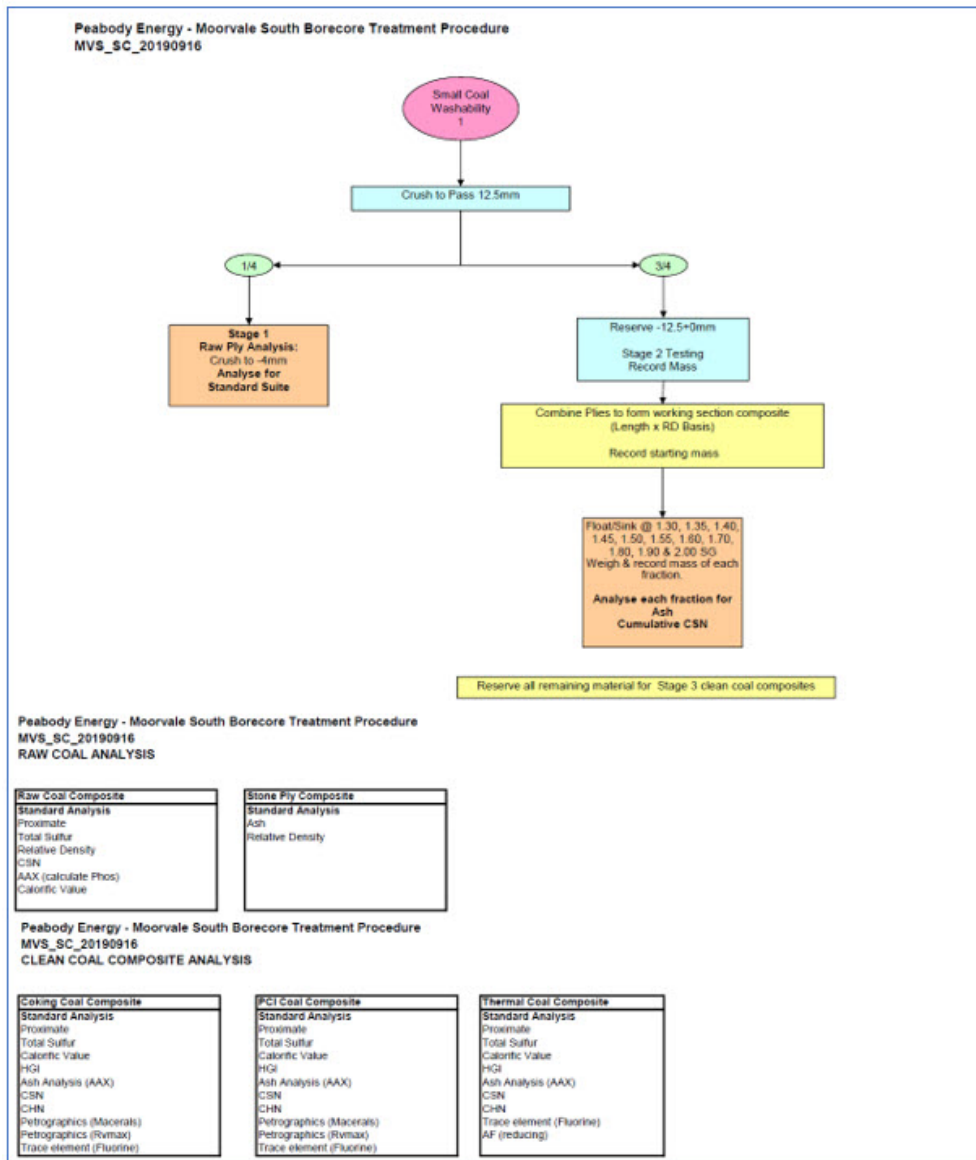 Peabody Energy - Moorvale South Borecore Treatment Procedure
MVS_SC_20190916
Small Coal
Washability
1
Crush to Pass 12.5mm
1/4
3/4
Stage 1
Raw Ply Analysis:
Crush to -4mm
Analyse for
Standard Suite
Reserve -12.5+0mm
Stage 2 Testing
Record Mass
Combine Plies to form working section composite
(Length x RD Basis)
Record starting mass
Float/Sink @ 1.30, 1.35, 1.40,
1.45, 1.50, 1.55, 1.60, 1.70,
1.80, 1.90 & 2.00 SG
Weigh & record mass of each
fraction.
Analyse each fraction for
Ash
Cumulative CSN
Reserve all remaining material for Stage 3 clean coal composites
Peabody Energy - Moorvale South Borecore Treatment Procedure
MVS_SC_20190916
RAW COAL ANALYSIS
Raw Coal Composite
Standard Analysis
Proximate
Total Sulfur
Relative Density
CSN
AAX (calculate Phos)
Calorific Value
Stone Ply Composite
Standard Analysis
Ash
Relative Density
Peabody Energy - Moorvale South Borecore Treatment Procedure
MVS_SC_20190916
CLEAN COAL COMPOSITE ANALYSIS
Coking Coal Composite
Standard Analysis
Proximate
Total Sulfur
Calorific Value
HGI
Ash Analysis (AAX)
CSN
CHN
Petrographics (Macerals)
Petrographics (Rvmax)
Trace element (Fluorine)
PCI Coal Composite
Standard Analysis
Proximate
Total Sulfur
Calorific Value
HGI
Ash Analysis (AAX)
CSN
CHN
Petrographics (Macerals)
Petrographics (Rvmax)
Trace element (Fluorine)
Thermal Coal Composite
Standard Analysis
Proximate
Total Sulfur
Calorific Value
HGI
Ash Analysis (AAX)
CSN
CHN
Trace element (Fluorine)
AF (reducing)